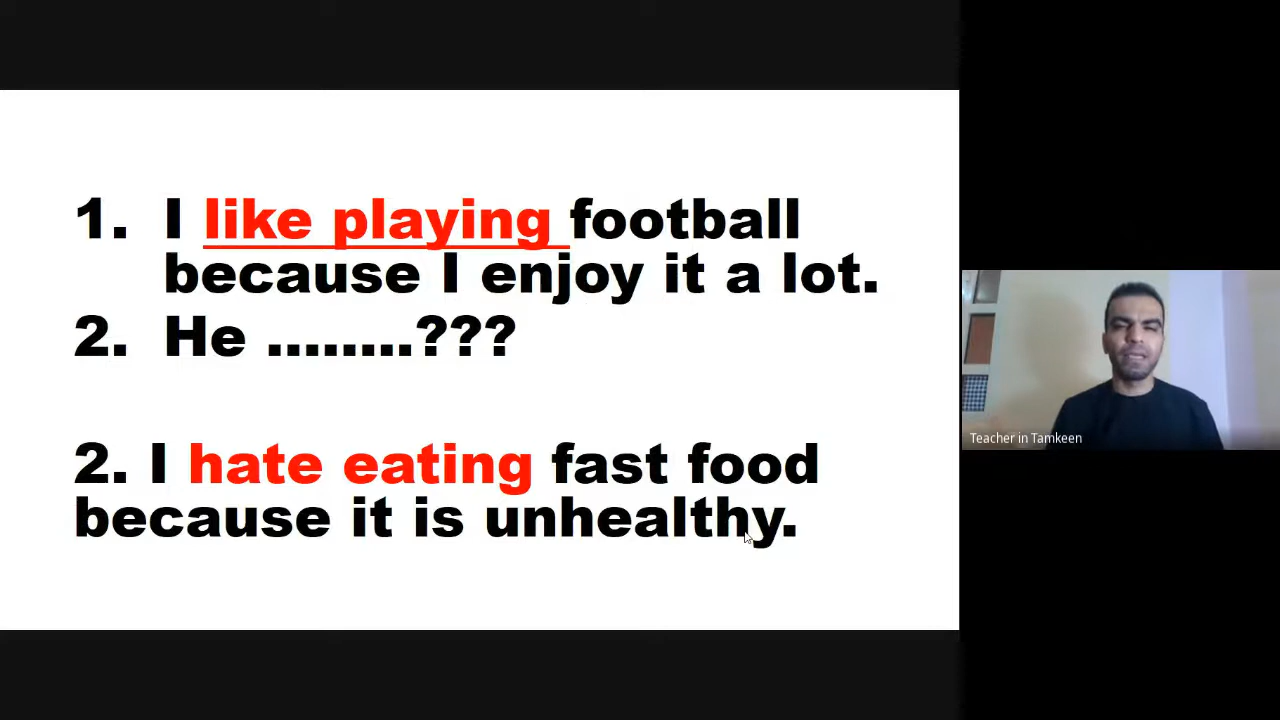 1. I like playing football
because I enjoy it a lot.
2. He ........???
2. I hate eating fast food
because it is unhealthy.
Teacher in Tamkeen